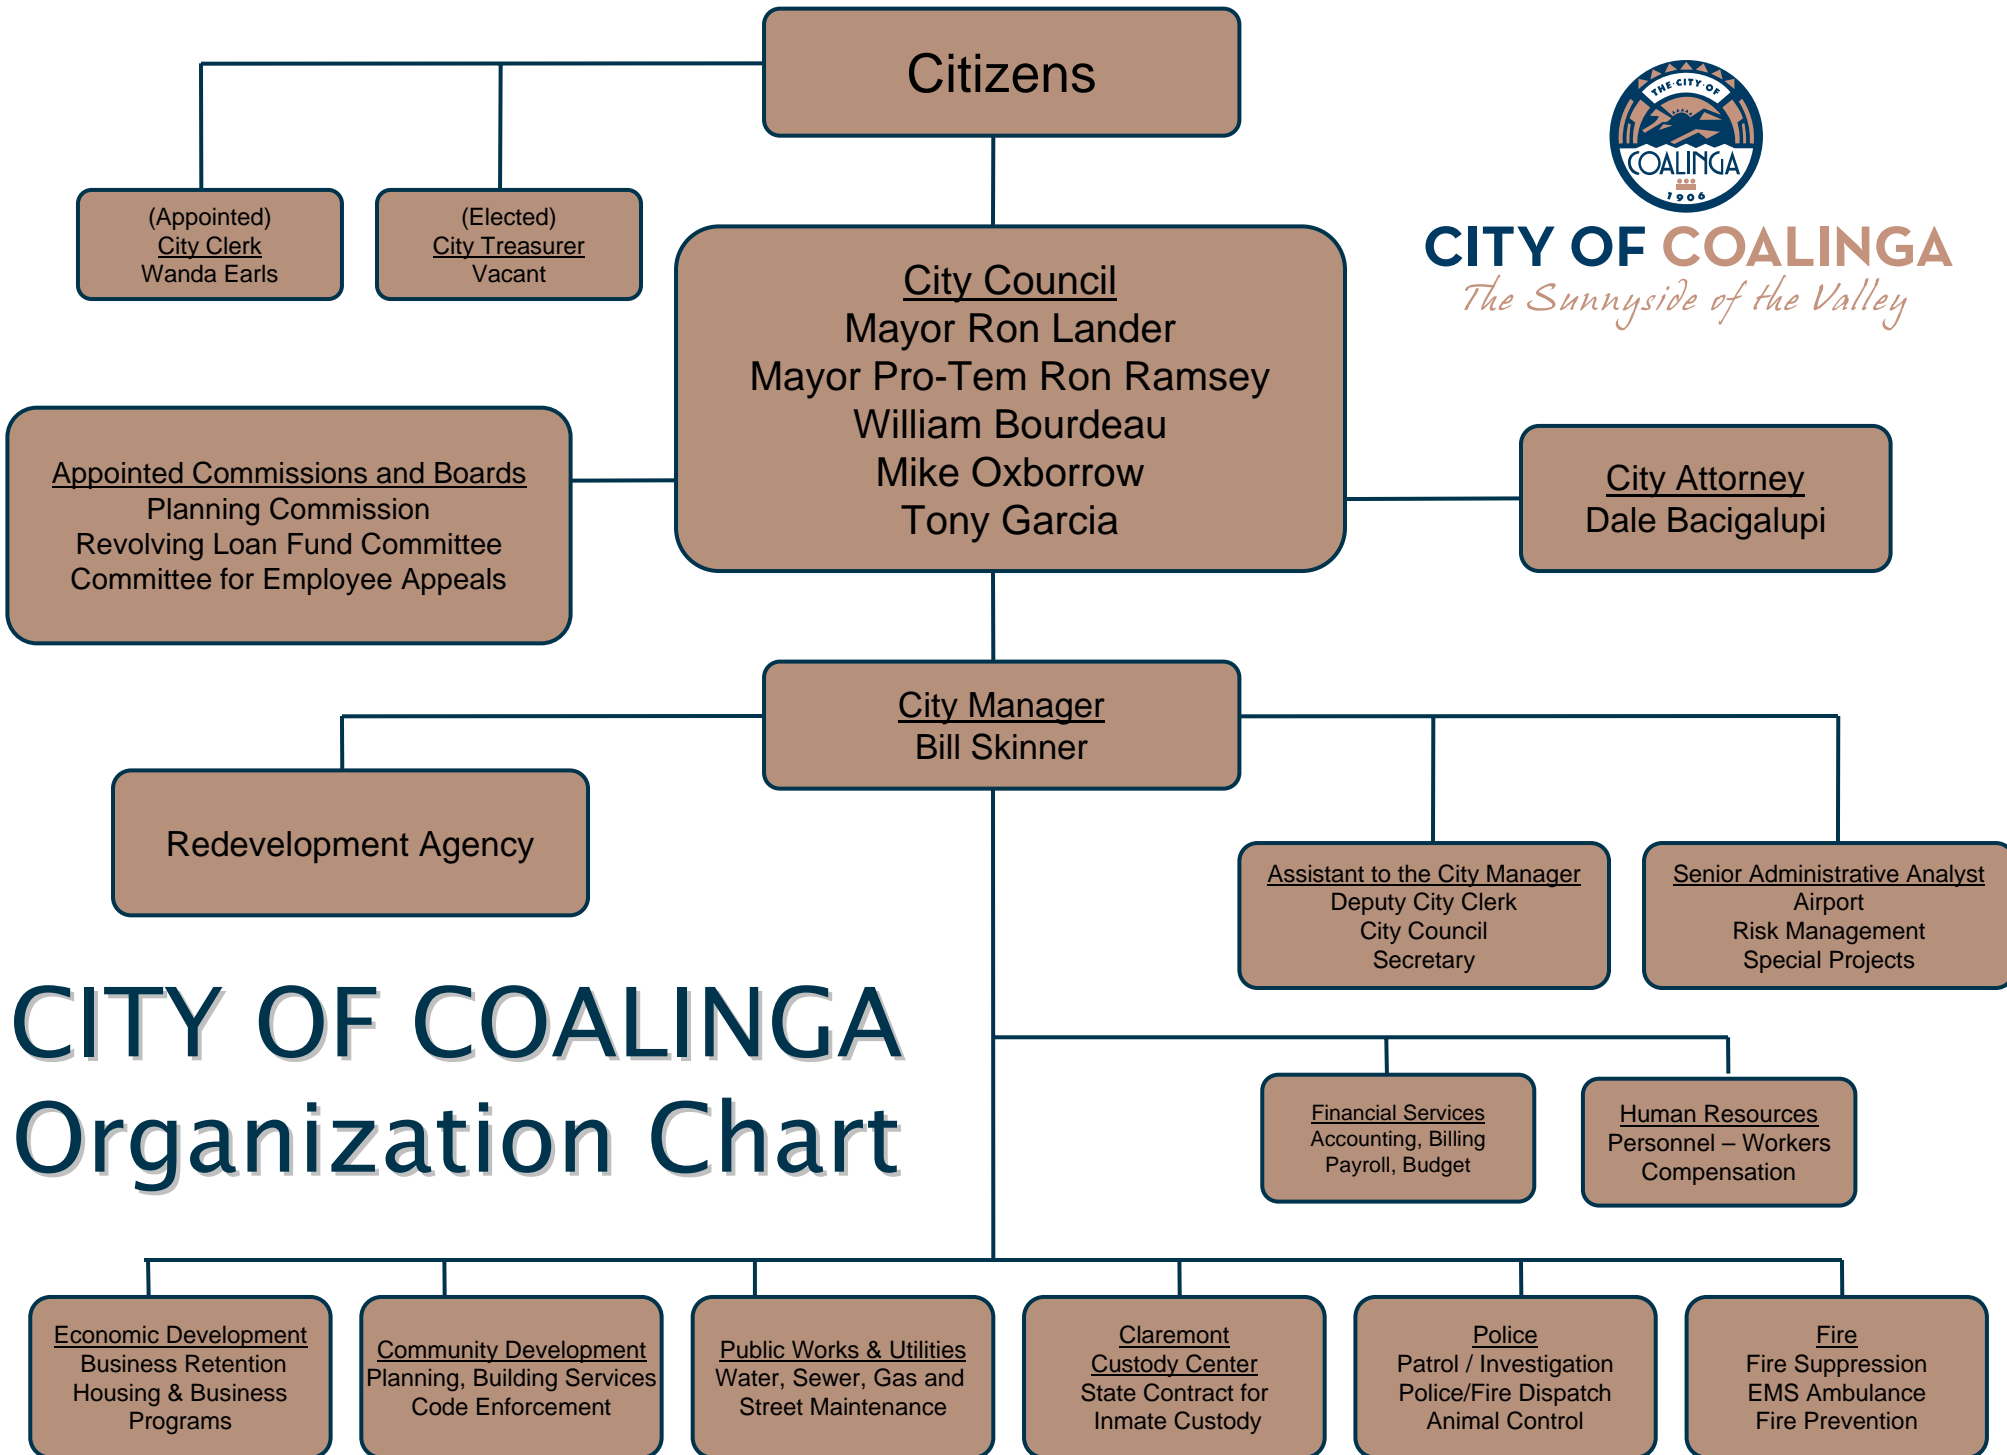 Citizens
THE·CITY·OF
COALINGA
1906
CITY OF COALINGA
The Sunnyside of the Valley
(Appointed)
City Clerk
Wanda Earls
(Elected)
City Treasurer
Vacant
City Council
Mayor Ron Lander
Mayor Pro-Tem Ron Ramsey
William Bourdeau
Mike Oxborrow
Tony Garcia
Appointed Commissions and Boards
Planning Commission
Revolving Loan Fund Committee
Committee for Employee Appeals
City Attorney
Dale Bacigalupi
City Manager
Bill Skinner
Redevelopment Agency
Assistant to the City Manager
Deputy City Clerk
City Council
Secretary
Senior Administrative Analyst
Airport
Risk Management
Special Projects
CITY OF COALINGA
Organization Chart
Financial Services
Accounting, Billing
Payroll, Budget
Human Resources
Personnel – Workers
Compensation
Economic Development
Business Retention
Housing & Business
Programs
Community Development
Planning, Building Services
Code Enforcement
Public Works & Utilities
Water, Sewer, Gas and
Street Maintenance
Claremont
Custody Center
State Contract for
Inmate Custody
Police
Patrol / Investigation
Police/Fire Dispatch
Animal Control
Fire
Fire Suppression
EMS Ambulance
Fire Prevention